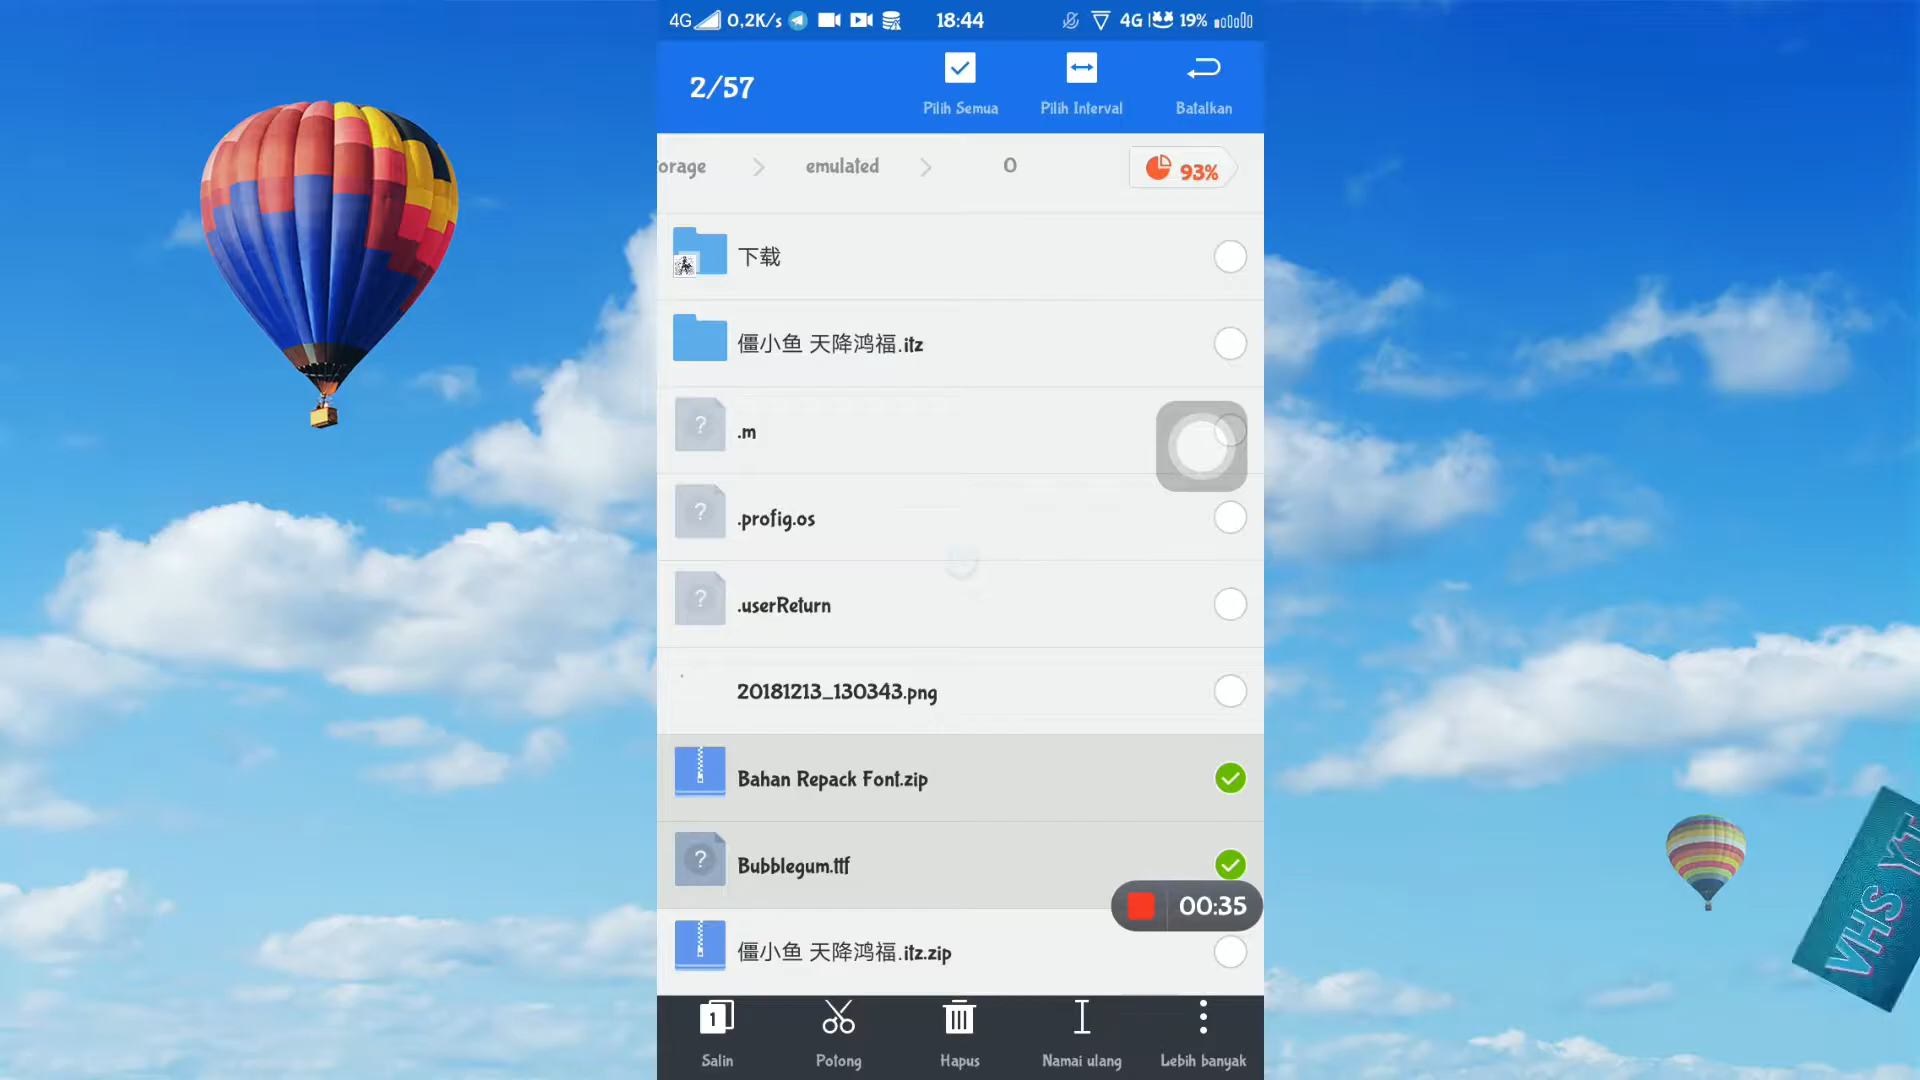 4G 0,2K/s 18:44 4G 19%
2/57
Pilih Semua
Pilih Interval
Batalkan
orage
emulated
0
93%
下载
僵小鱼 天降鸿福.itz
.m
.profig.os
.userReturn
20181213_130343.png
Bahan Repack Font.zip
Bubblegum.ttf
00:35
僵小鱼 天降鸿福.itz.zip
1
Salin
Potong
Hapus
Namai ulang
Lebih banyak
VHS YT